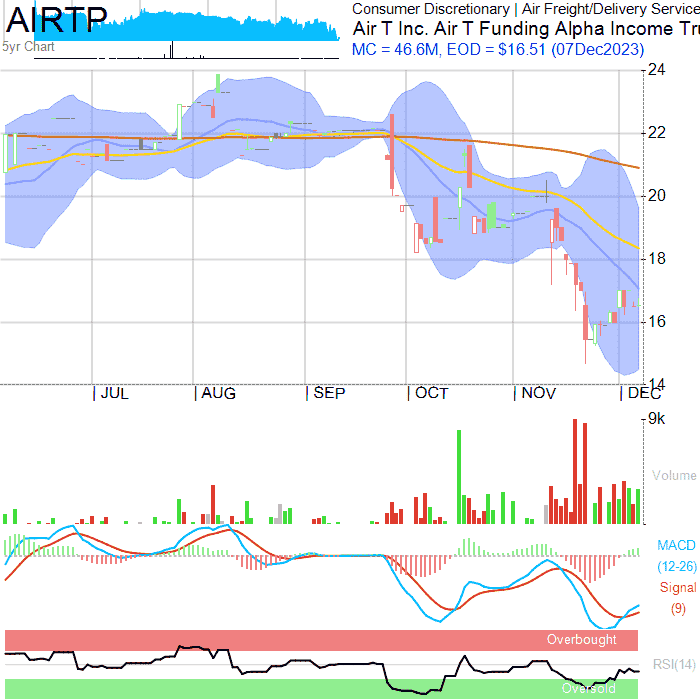 AIRTP
5yr Chart
Consumer Discretionary | Air Freight/Delivery Service
Air T Inc. Air T Funding Alpha Income Tr
MC = 46.6M, EOD = $16.51 (07Dec2023)
24
22
20
18
16
14
JUL AUG SEP OCT NOV DEC
9k
Volume
MACD
(12-26)
Signal
(9)
Overbought
RSI(14)
Oversold